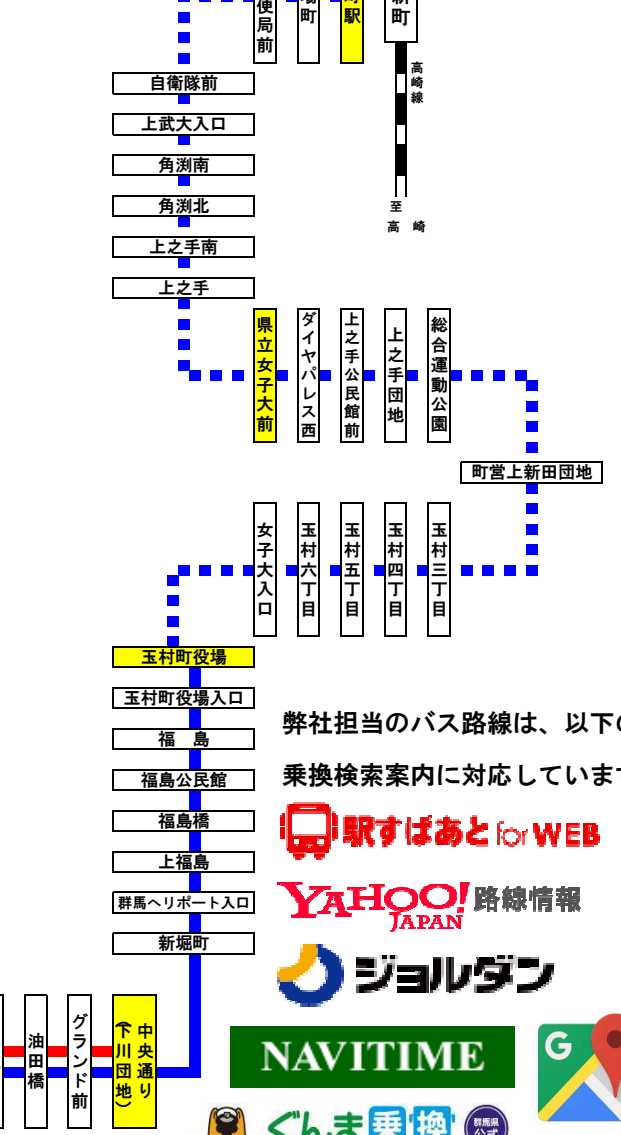 便局前
町
駅
町
高崎線
至
高　崎
自衛隊前
上武大入口
角渕南
角渕北
上之手南
上之手
県立女子大前
ダイヤパレス西
上之手公民館前
上之手団地
総合運動公園
町営上新田団地
女子大入口
玉村六丁目
玉村五丁目
玉村四丁目
玉村三丁目
玉村町役場
玉村町役場入口
福　島
福島公民館
福島橋
上福島
群馬ヘリポート入口
新堀町
油田橋
グランド前
中央通り
(下川団地)
弊社担当のバス路線は、以下
乗換検索案内に対応していま
駅すぱあと for WEB
YAHOO! JAPAN 路線情報
ジョルダン
NAVITIME
G
ぐんま乗換
群馬県
公式